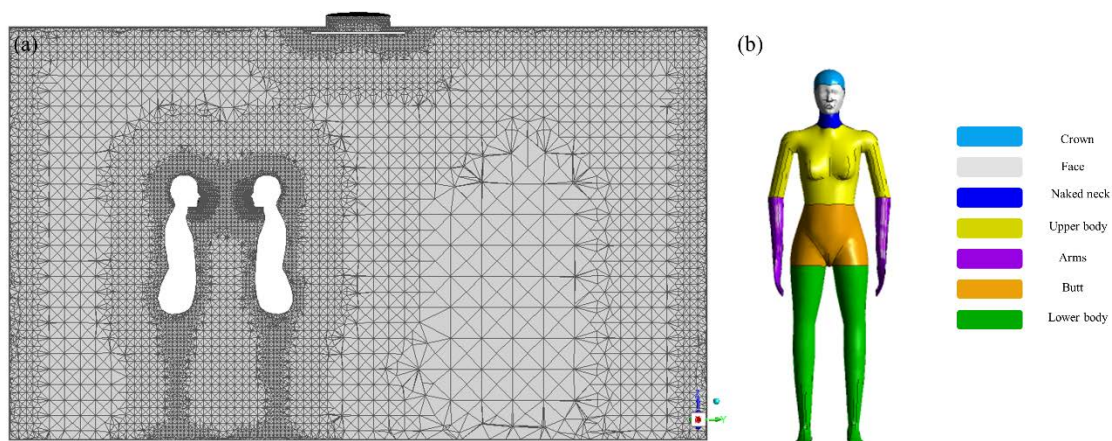 (a)
(b)
Crown
Face
Naked neck
Upper body
Arms
Butt
Lower body
Y